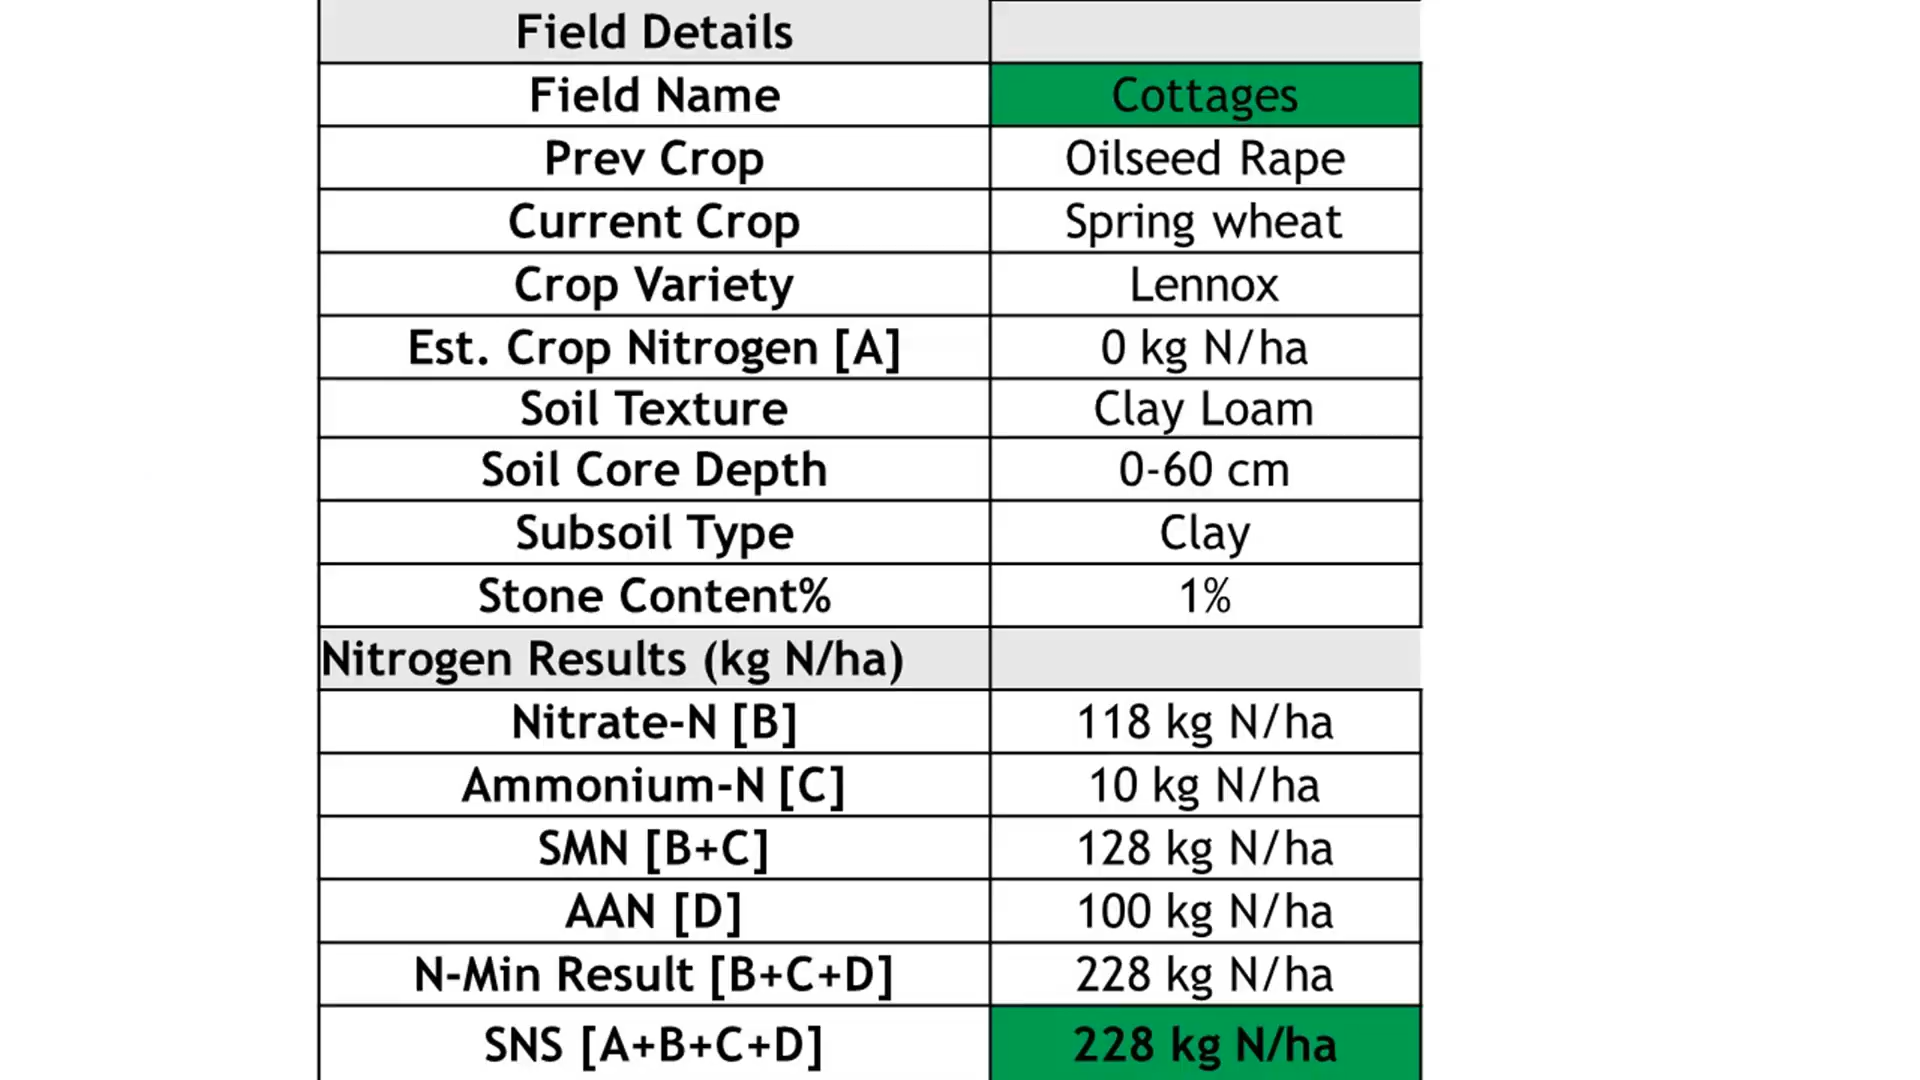 Field Details
Field Name Cottages
Prev Crop Oilseed Rape
Current Crop Spring wheat
Crop Variety Lennox
Est. Crop Nitrogen [A] 0 kg N/ha
Soil Texture Clay Loam
Soil Core Depth 0-60 cm
Subsoil Type Clay
Stone Content% 1%
Nitrogen Results (kg N/ha)
Nitrate-N [B] 118 kg N/ha
Ammonium-N [C] 10 kg N/ha
SMN [B+C] 128 kg N/ha
AAN [D] 100 kg N/ha
N-Min Result [B+C+D] 228 kg N/ha
SNS [A+B+C+D] 228 kg N/ha